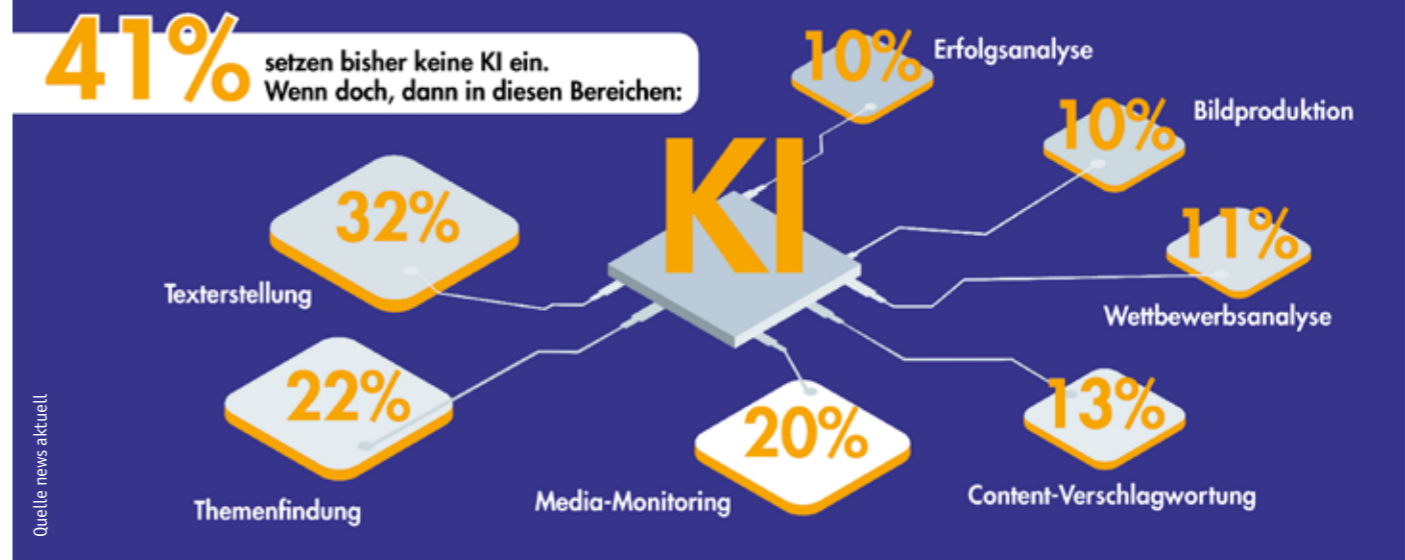 41%
setzen bisher keine KI ein.
Wenn doch, dann in diesen Bereichen:
10%
Erfolgsanalyse
10%
Bildproduktion
KI
32%
Texterstellung
11%
Wettbewerbsanalyse
22%
Themenfindung
20%
Media-Monitoring
13%
Content-Verschlagwortung
Quelle news aktuell